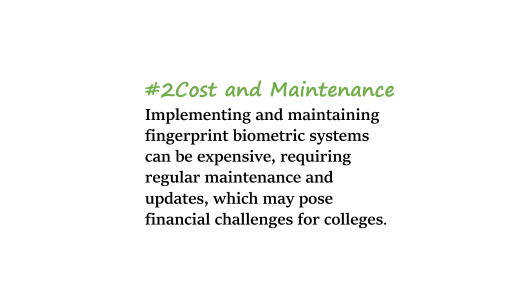 #2Cost and Maintenance
Implementing and maintaining
fingerprint biometric systems
can be expensive, requiring
regular maintenance and
updates, which may pose
financial challenges for colleges.